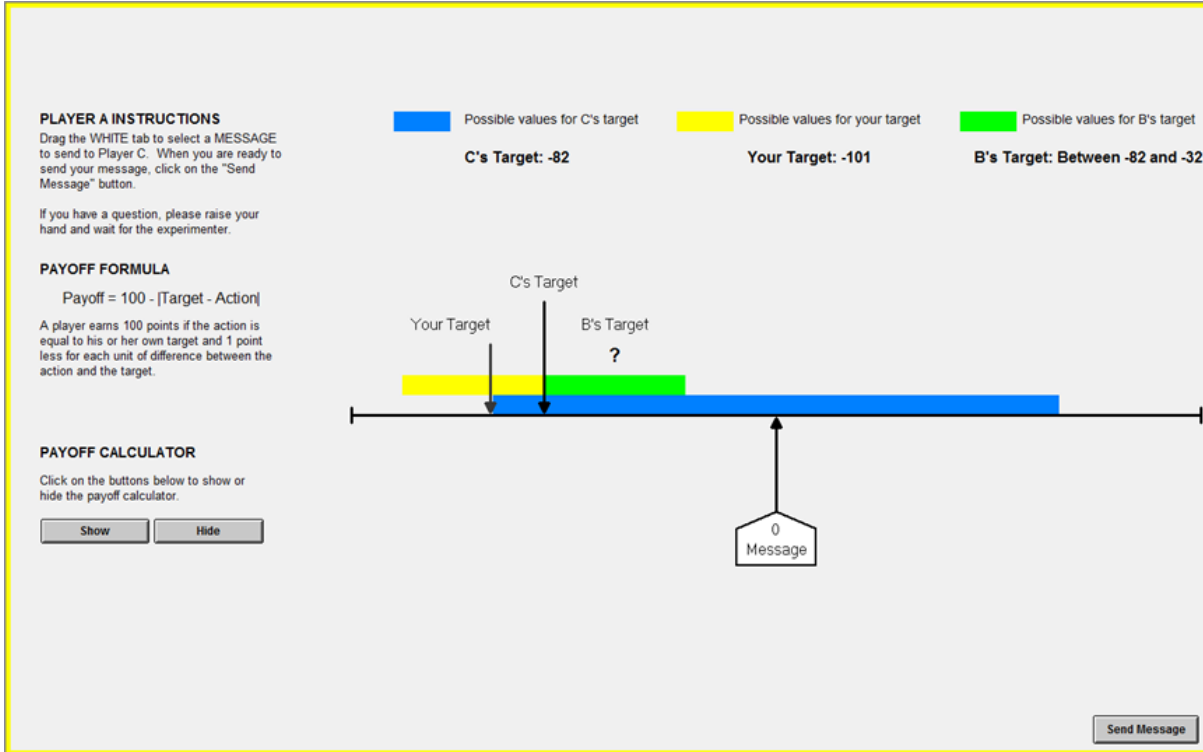 PLAYER A INSTRUCTIONS
Drag the WHITE tab to select a MESSAGE
to send to Player C. When you are ready to
send your message, click on the "Send
Message" button.
If you have a question, please raise your
hand and wait for the experimenter.
PAYOFF FORMULA
Payoff = 100 - |Target - Action|
A player earns 100 points if the action is
equal to his or her own target and 1 point
less for each unit of difference between the
action and the target.
PAYOFF CALCULATOR
Click on the buttons below to show or
hide the payoff calculator.
Show
Hide
Possible values for C's target
Possible values for your target
Possible values for B's target
C's Target: -82
Your Target: -101
B's Target: Between -82 and -32
C's Target
Your Target
B's Target
?
0
Message
Send Message